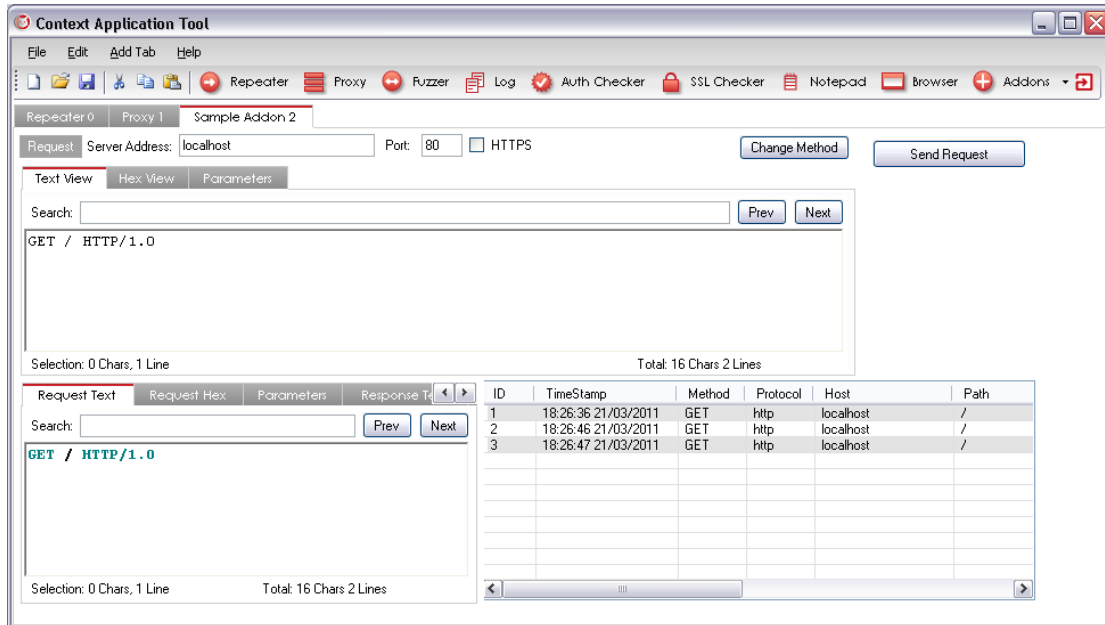 Context Application Tool
File Edit Add Tab Help
Repeater Proxy Fuzzer Log Auth Checker SSL Checker Notepad Browser Addons
Repeater 0 Proxy 1 Sample Addon 2
Request Server Address: localhost Port: 80 HTTPS Change Method Send Request
Text View Hex View Parameters
Search: Prev Next
GET / HTTP/1.0
Selection: 0 Chars, 1 Line Total: 16 Chars 2 Lines
Request Text Request Hex Parameters Response Te
Search: Prev Next
GET / HTTP/1.0
Selection: 0 Chars, 1 Line Total: 16 Chars 2 Lines
ID TimeStamp Method Protocol Host Path
1 18:26:36 21/03/2011 GET http localhost /
2 18:26:46 21/03/2011 GET http localhost /
3 18:26:47 21/03/2011 GET http localhost /